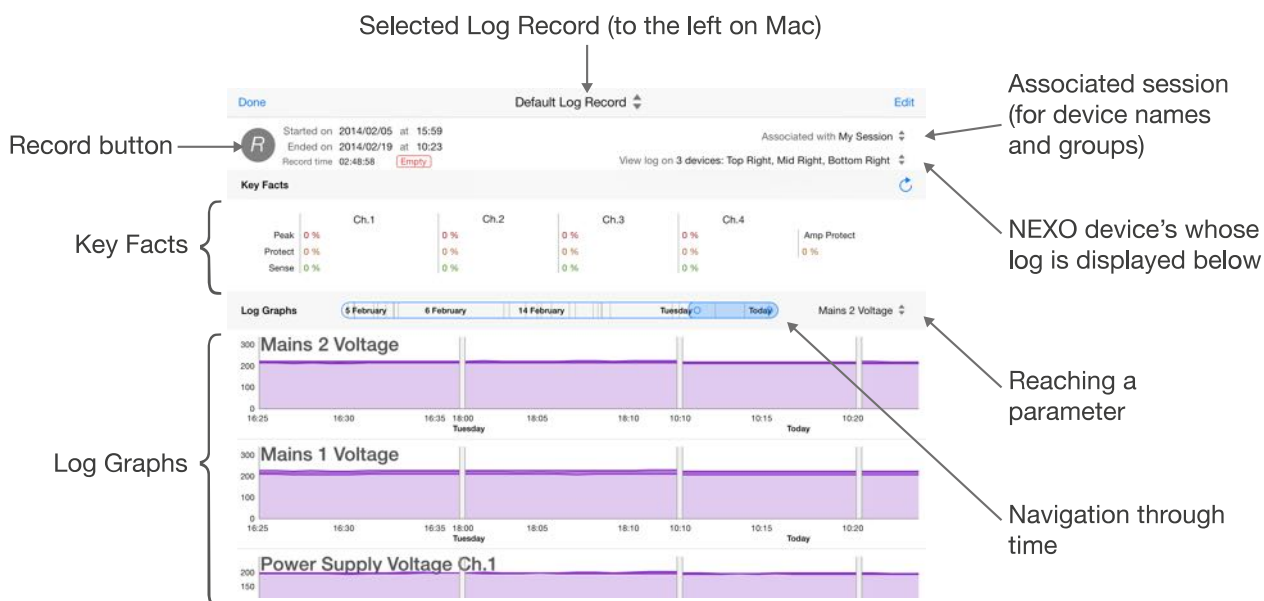 Selected Log Record (to the left on Mac)
Done
Default Log Record
Edit
Associated session
(for device names
and groups)
Record button
R
Started on 2014/02/05 at 15:59
Ended on 2014/02/19 at 10:23
Record time 02:48:58 Empty
Associated with My Session
View log on 3 devices: Top Right, Mid Right, Bottom Right
Key Facts
Key Facts
Ch.1 Ch.2 Ch.3 Ch.4
Peak 0 % 0 % 0 % 0 % Amp Protect
Protect 0 % 0 % 0 % 0 % 0 %
Sense 0 % 0 % 0 % 0 %
NEXO device's whose
log is displayed below
Log Graphs 5 February 6 February 14 February Tuesday Today Mains 2 Voltage
Reaching a
parameter
Log Graphs
Mains 2 Voltage
300
200
100
0
16:25 16:30 16:35 18:00 18:05 18:10 10:10 10:15 10:20
Tuesday Today
Mains 1 Voltage
300
200
100
0
16:25 16:30 16:35 18:00 18:05 18:10 10:10 10:15 10:20
Tuesday Today
Navigation through
time
Power Supply Voltage Ch.1
200
150